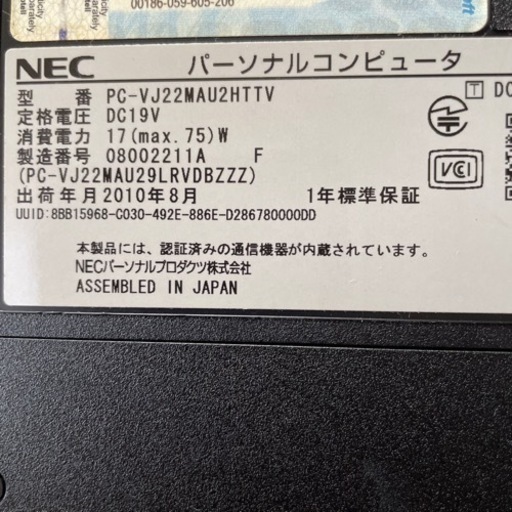 00186-059-605-206
NEC パーソナルコンピュータ
型 番 PC-VJ22MAU2HTTV
T DC
定格電圧 DC19V
消費電力 17(max.75)W
製造番号 08002211A F
(PC-VJ22MAU29LRVDBZZZ)
VCI
出荷年月2010年8月 1年標準保証
UUID:8BB15968-C030-492E-886E-D286780000DD
本製品には、認証済みの通信機器が内蔵されています。
NECパーソナルプロダクツ株式会社
ASSEMBLED IN JAPAN